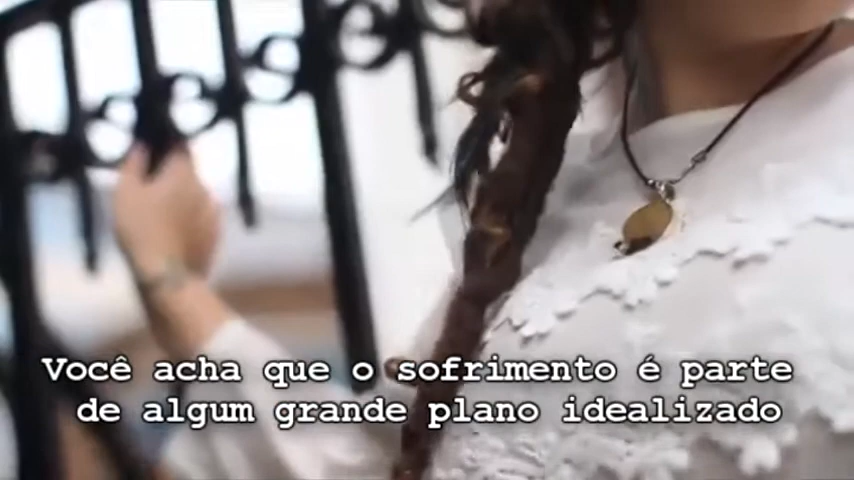 Você acha que o sofrimento é parte
de algum grande plano idealizado